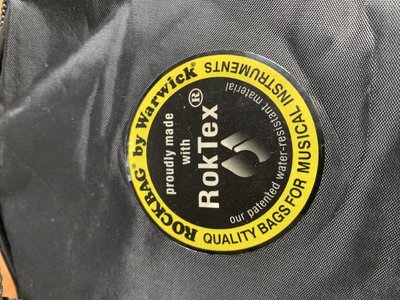 ROCKBAG® by Warwick®
QUALITY BAGS FOR MUSICAL INSTRUMENTS
proudly made
with
RokTex®
our patented water-resistant material